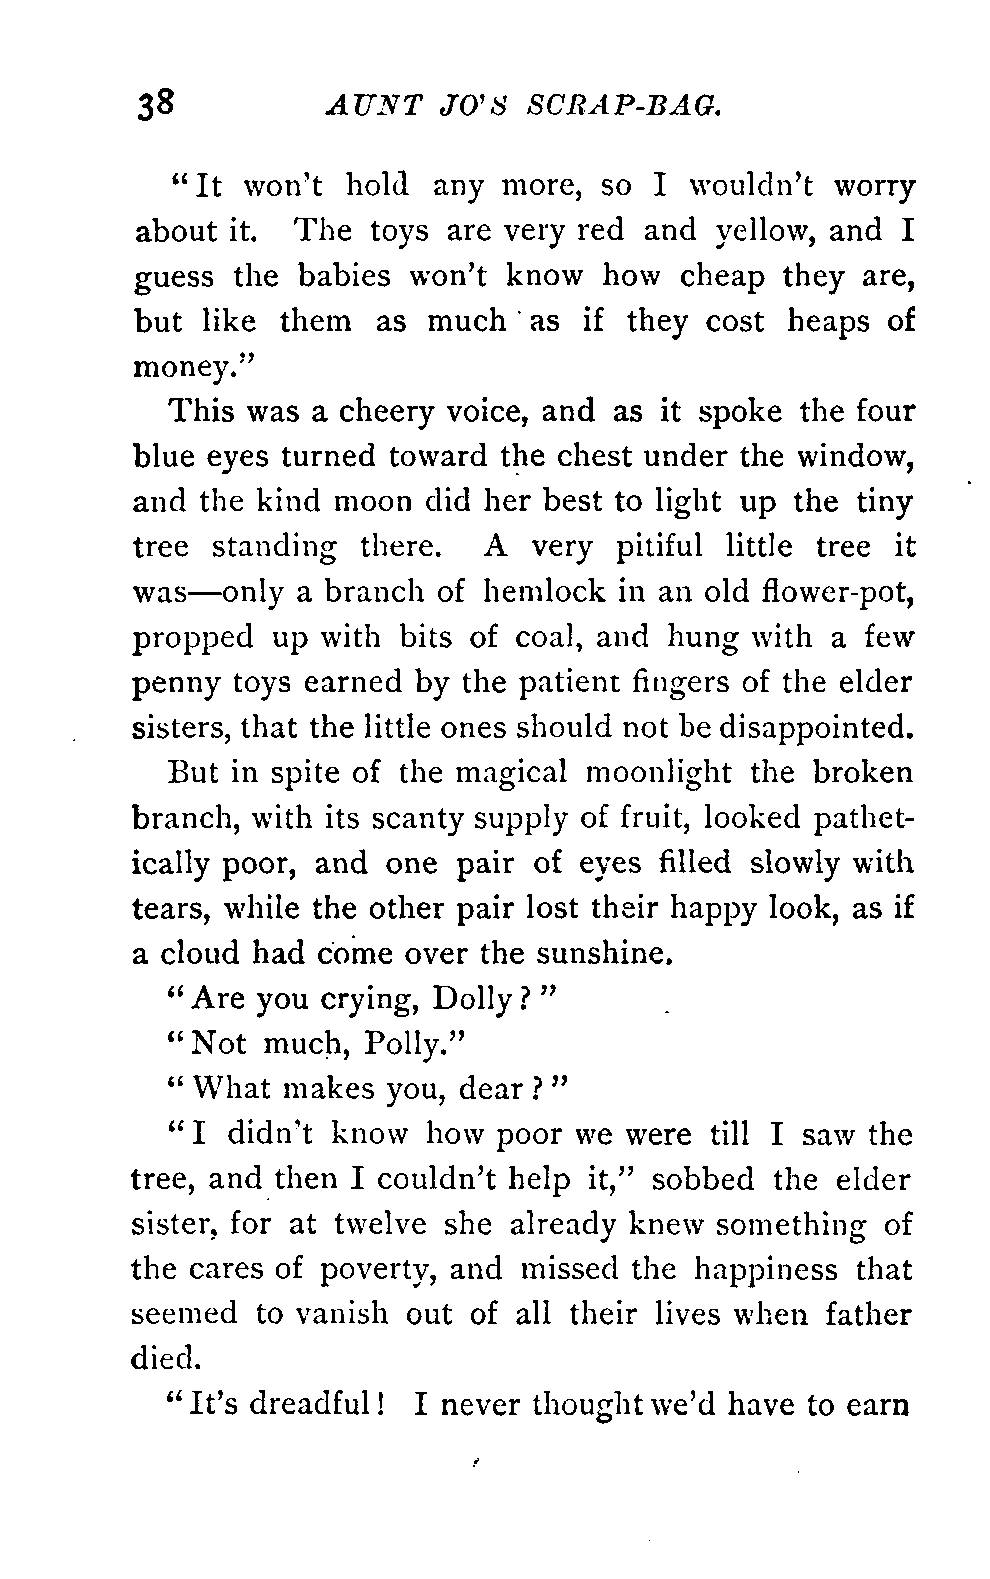 38 AUNT JO'S SCRAP-BAG.
"It won't hold any more, so I wouldn't worry
about it. The toys are very red and yellow, and I
guess the babies won't know how cheap they are,
but like them as much as if they cost heaps of
money."
This was a cheery voice, and as it spoke the four
blue eyes turned toward the chest under the window,
and the kind moon did her best to light up the tiny
tree standing there. A very pitiful little tree it
was—only a branch of hemlock in an old flower-pot,
propped up with bits of coal, and hung with a few
penny toys earned by the patient fingers of the elder
sisters, that the little ones should not be disappointed.
But in spite of the magical moonlight the broken
branch, with its scanty supply of fruit, looked pathet-
ically poor, and one pair of eyes filled slowly with
tears, while the other pair lost their happy look, as if
a cloud had come over the sunshine.
"Are you crying, Dolly?"
"Not much, Polly."
"What makes you, dear?"
"I didn't know how poor we were till I saw the
tree, and then I couldn't help it," sobbed the elder
sister, for at twelve she already knew something of
the cares of poverty, and missed the happiness that
seemed to vanish out of all their lives when father
died.
"It's dreadful! I never thought we'd have to earn